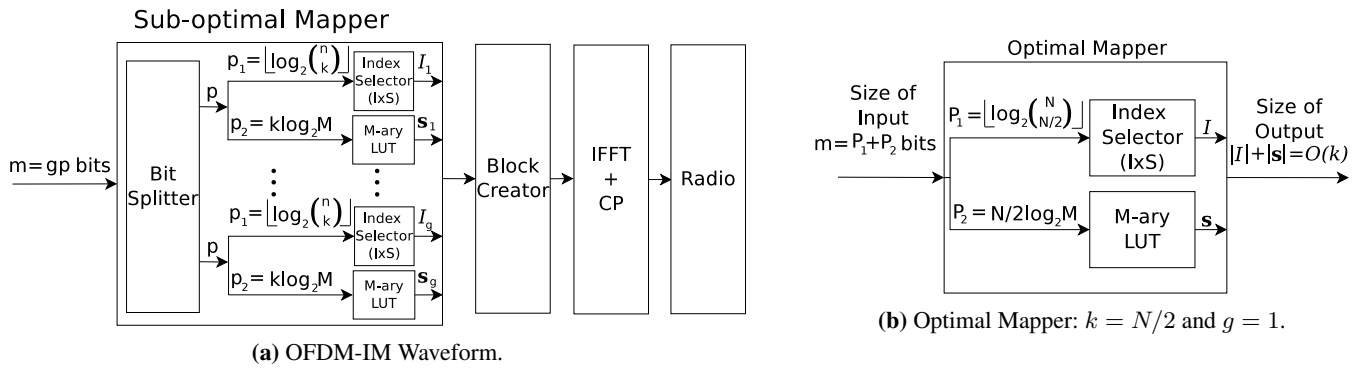 Sub-optimal Mapper
m=gp bits
Bit
Splitter
p
p₁=⌊log₂(n k)⌋
Index
Selector
(IxS)
I₁
p₂=klog₂M
M-ary
LUT
s₁
p
p₁=⌊log₂(n k)⌋
Index
Selector
(IxS)
I_g
p₂=klog₂M
M-ary
LUT
s_g
Block
Creator
IFFT
+
CP
Radio
(a) OFDM-IM Waveform.
Optimal Mapper
Size of
Input
m=P₁+P₂ bits
P₁=⌊log₂(N N/2)⌋
Index
Selector
(IxS)
I
P₂=N/2log₂M
M-ary
LUT
s
Size of
Output
|I|+|s|=O(k)
(b) Optimal Mapper: k = N/2 and g = 1.